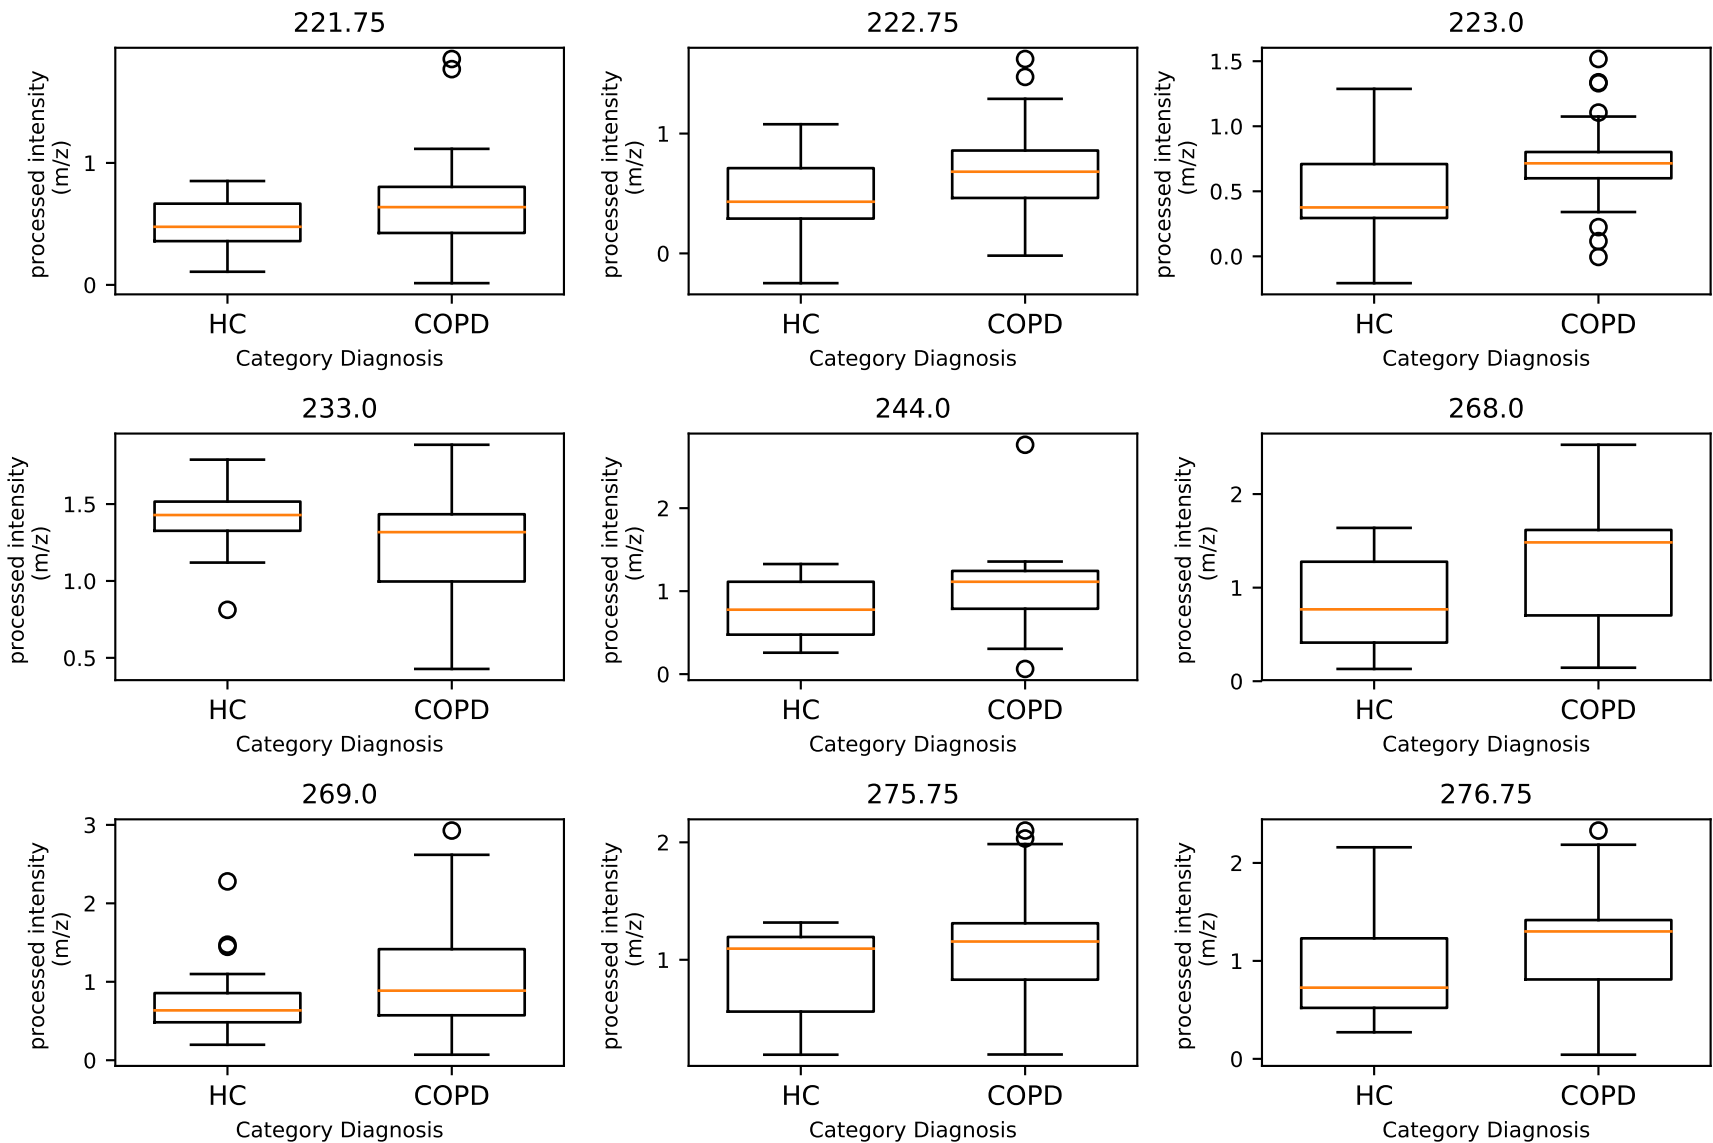 221.75
processed intensity
(m/z)
1
0
HC
COPD
Category Diagnosis
222.75
processed intensity
(m/z)
1
0
HC
COPD
Category Diagnosis
223.0
processed intensity
(m/z)
1.5
1.0
0.5
0.0
HC
COPD
Category Diagnosis
233.0
processed intensity
(m/z)
1.5
1.0
0.5
HC
COPD
Category Diagnosis
244.0
processed intensity
(m/z)
2
1
0
HC
COPD
Category Diagnosis
268.0
processed intensity
(m/z)
2
1
0
HC
COPD
Category Diagnosis
269.0
processed intensity
(m/z)
3
2
1
0
HC
COPD
Category Diagnosis
275.75
processed intensity
(m/z)
2
1
HC
COPD
Category Diagnosis
276.75
processed intensity
(m/z)
2
1
0
HC
COPD
Category Diagnosis